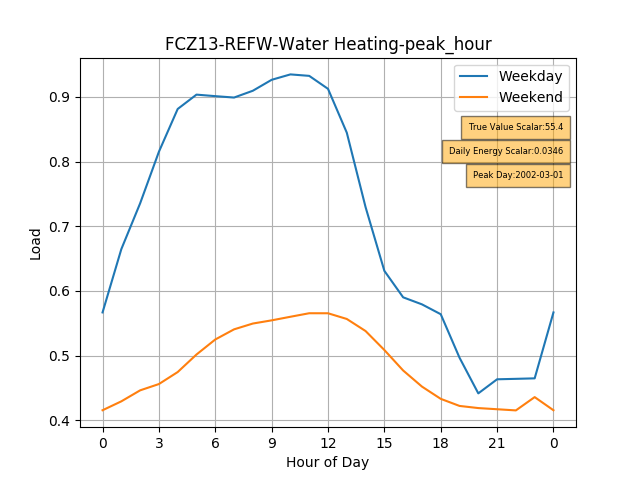 FCZ13-REFW-Water Heating-peak_hour
Weekday
Weekend
True Value Scalar:55.4
Daily Energy Scalar:0.0346
Peak Day:2002-03-01
Load
0.9
0.8
0.7
0.6
0.5
0.4
0 3 6 9 12 15 18 21 0
Hour of Day